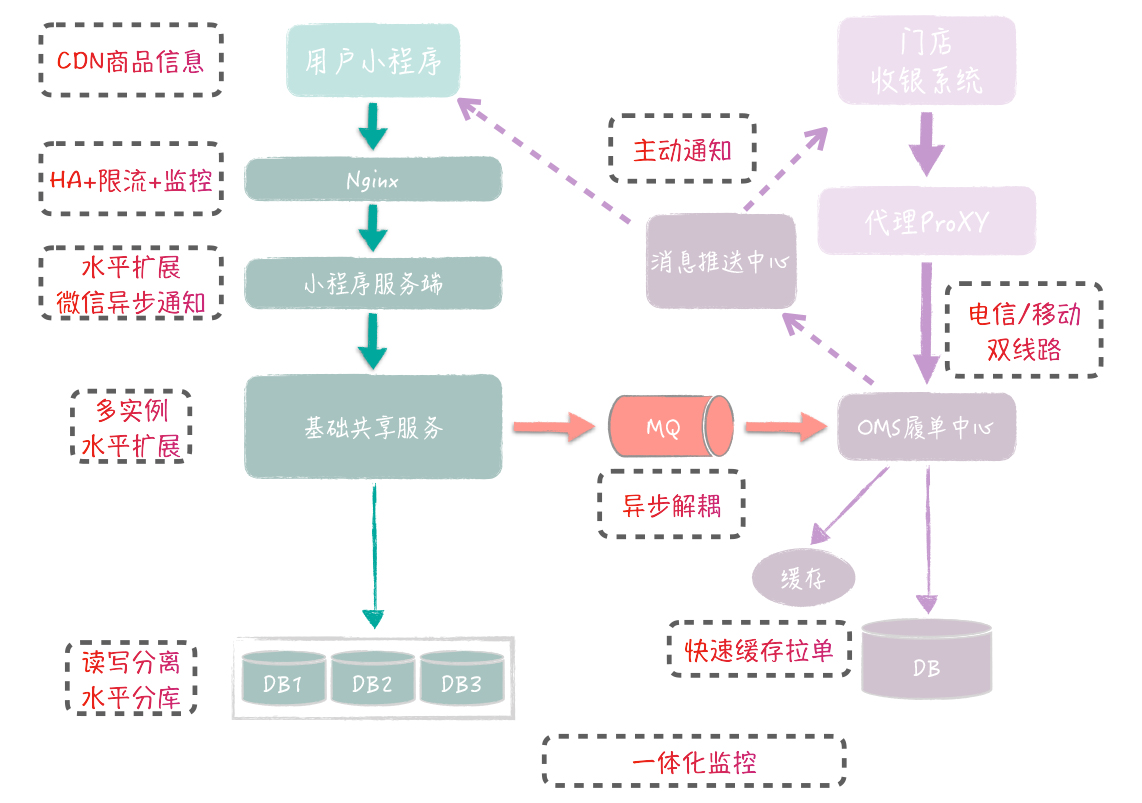 CDN商品信息
用户小程序
门店
收银系统
HA+限流+监控
Nginx
主动通知
代理ProXY
水平扩展
微信异步通知
小程序服务端
消息推送中心
电信/移动
双线路
多实例
水平扩展
基础共享服务
MQ
OMS履单中心
异步解耦
缓存
读写分离
水平分库
DB1
DB2
DB3
快速缓存拉单
DB
一体化监控